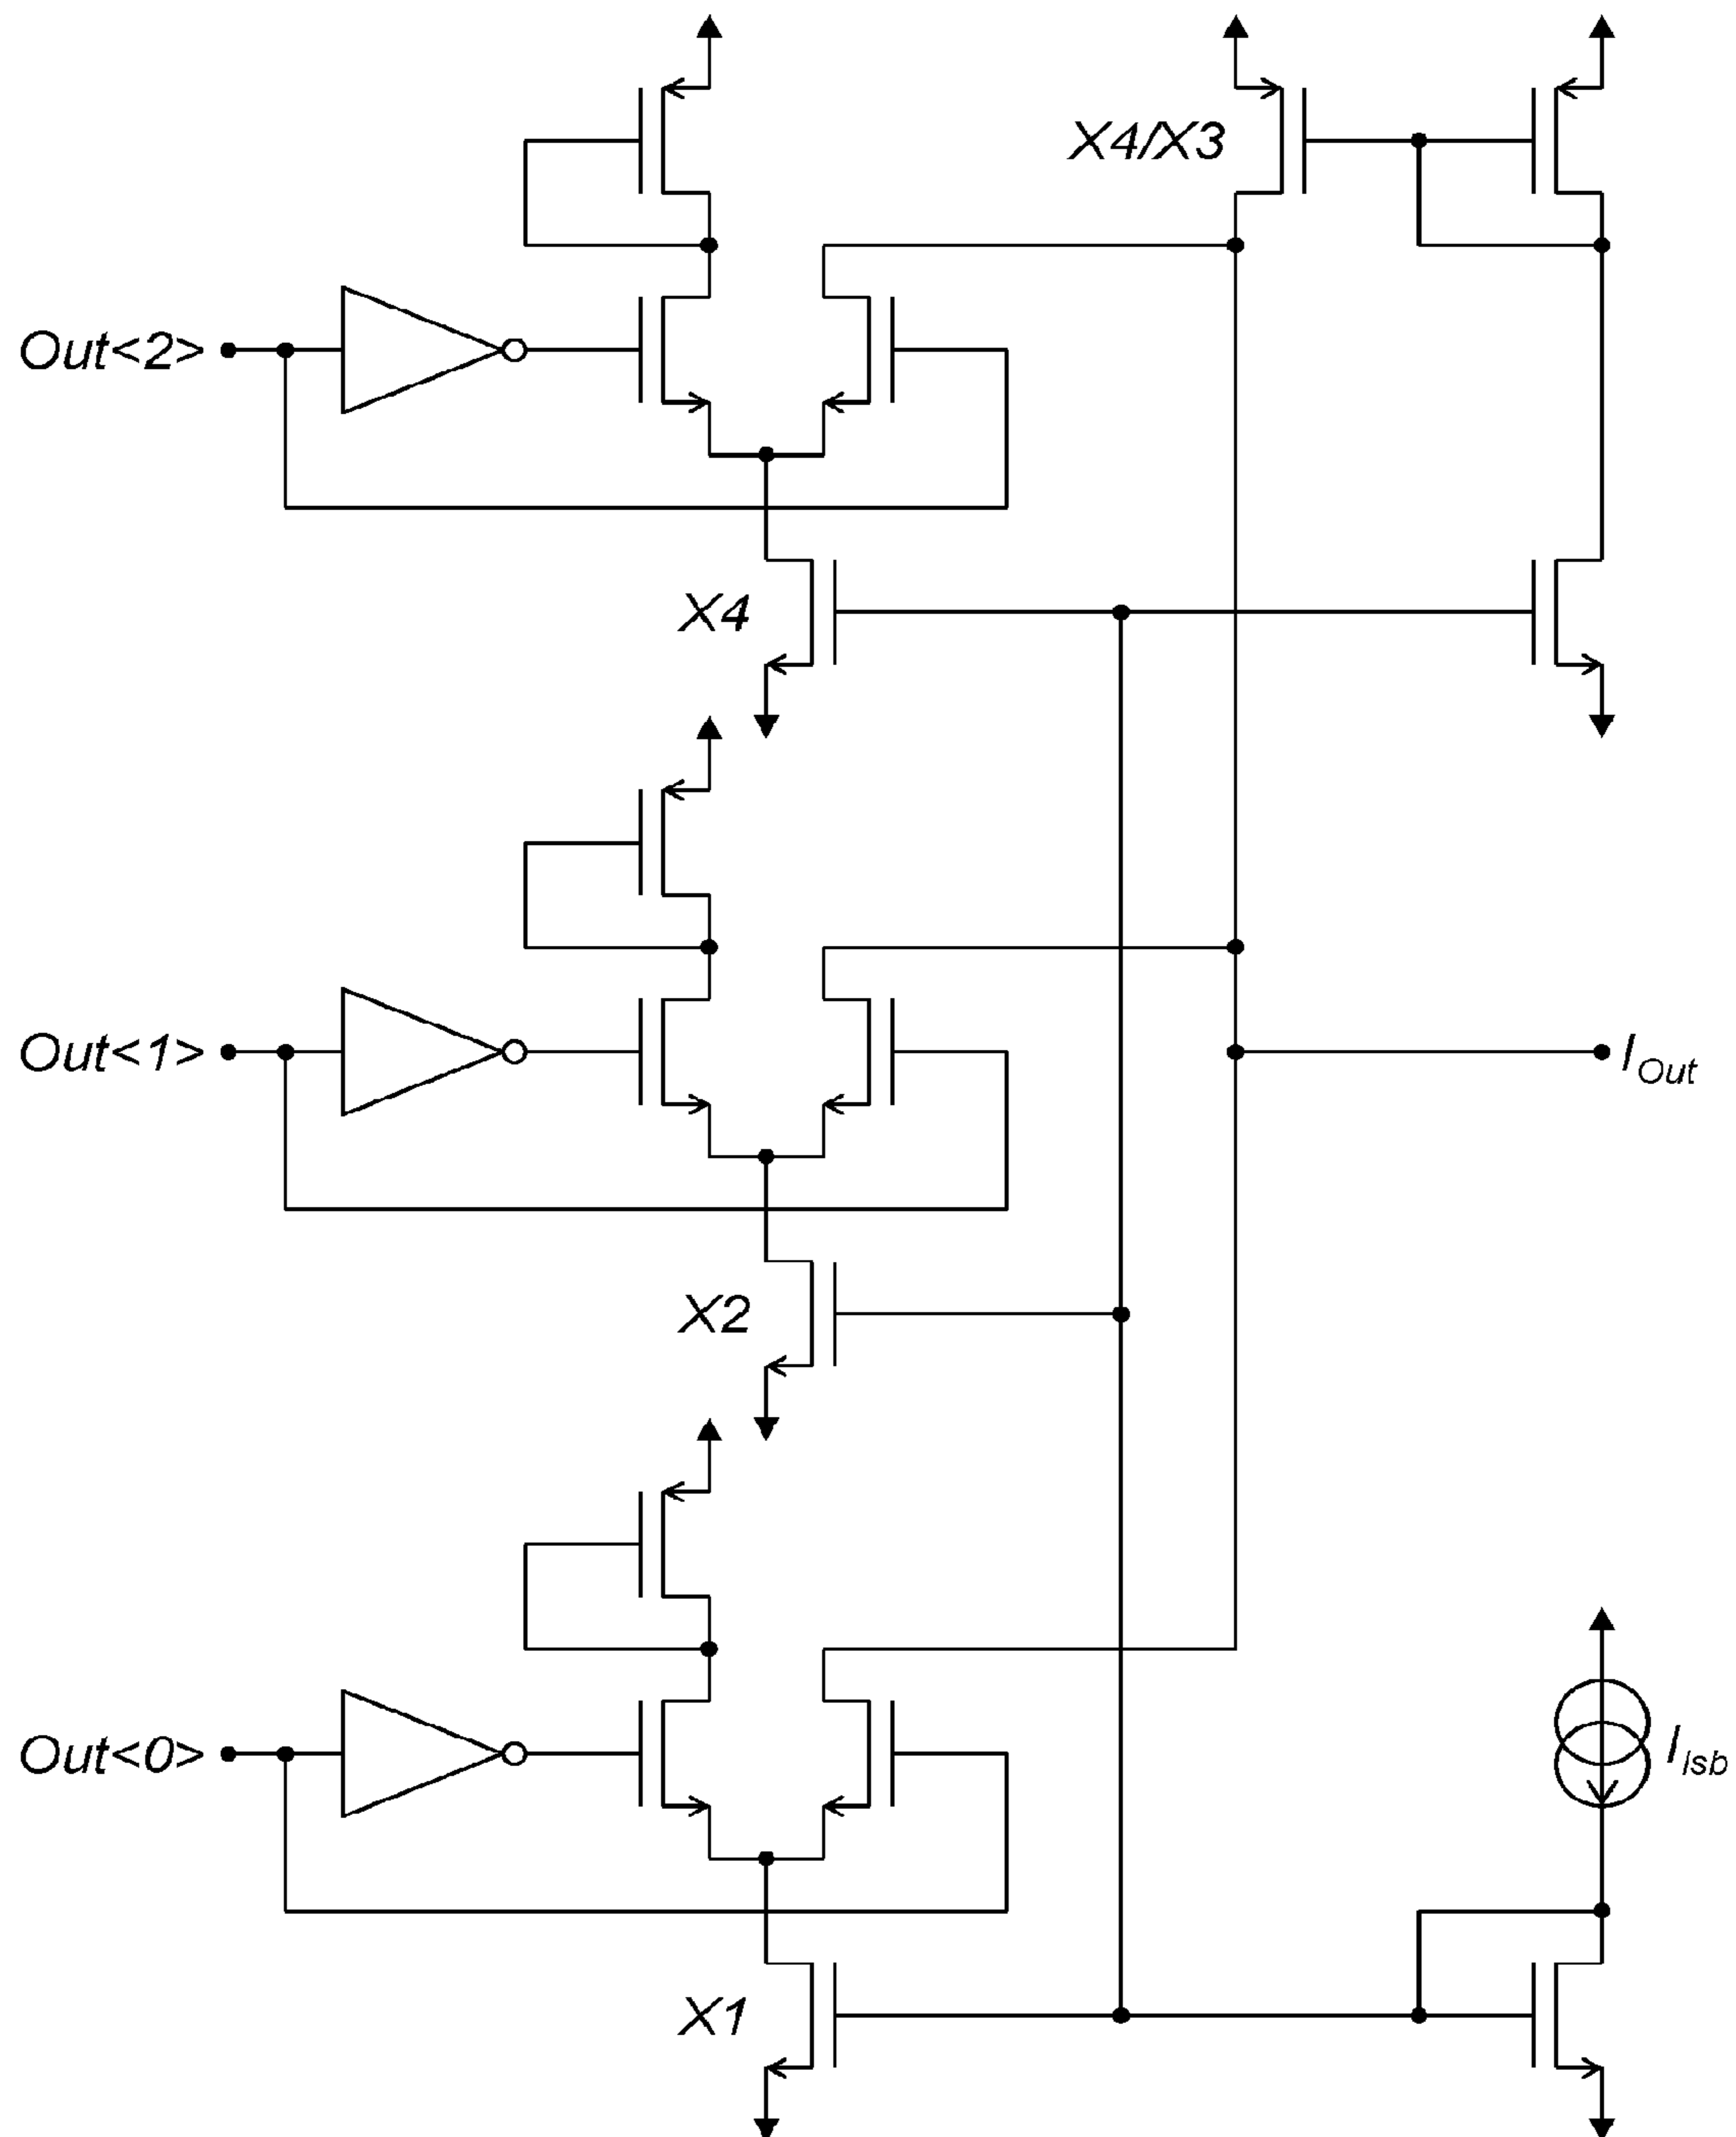 X4/X3
Out<2>
X4
Out<1>
I_Out
X2
Out<0>
I_lsb
X1